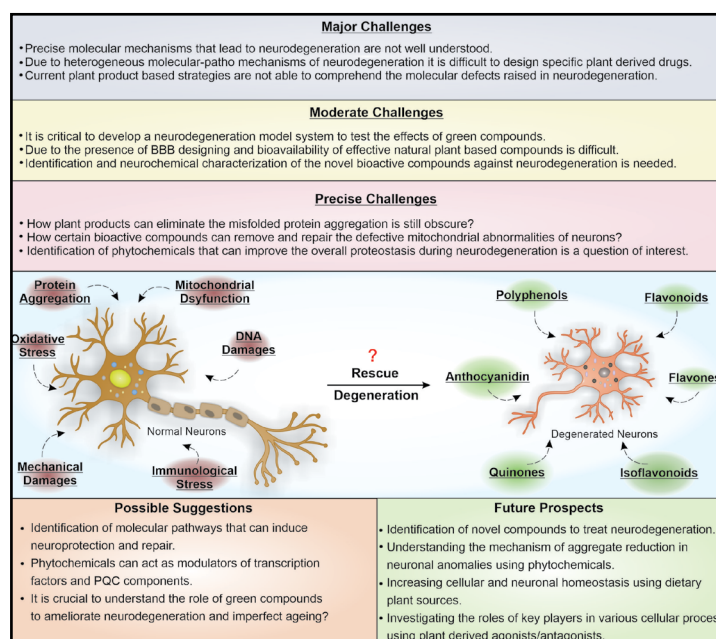 Major Challenges
• Precise molecular mechanisms that lead to neurodegeneration are not well understood.
• Due to heterogeneous molecular-patho mechanisms of neurodegeneration it is difficult to design specific plant derived drugs.
• Current plant product based strategies are not able to comprehend the molecular defects raised in neurodegeneration.
Moderate Challenges
• It is critical to develop a neurodegeneration model system to test the effects of green compounds.
• Due to the presence of BBB designing and bioavailability of effective natural plant based compounds is difficult.
• Identification and neurochemical characterization of the novel bioactive compounds against neurodegeneration is needed.
Precise Challenges
• How plant products can eliminate the misfolded protein aggregation is still obscure?
• How certain bioactive compounds can remove and repair the defective mitochondrial abnormalities of neurons?
• Identification of phytochemicals that can improve the overall proteostasis during neurodegeneration is a question of interest.
Protein
Aggregation
Mitochondrial
Dsyfunction
Oxidative
Stress
DNA
Damages
Normal Neurons
Mechanical
Damages
Immunological
Stress
?
Rescue
Degeneration
Polyphenols
Flavonoids
Anthocyanidin
Flavones
Degenerated Neurons
Quinones
Isoflavonoids
Possible Suggestions
• Identification of molecular pathways that can induce
neuroprotection and repair.
• Phytochemicals can act as modulators of transcription
factors and PQC components.
• It is crucial to understand the role of green compounds
to ameliorate neurodegeneration and imperfect ageing?
Future Prospects
• Identification of novel compounds to treat neurodegeneration.
• Understanding the mechanism of aggregate reduction in
neuronal anomalies using phytochemicals.
• Increasing cellular and neuronal homeostasis using dietary
plant sources.
• Investigating the roles of key players in various cellular proces
using plant derived agonists/antagonists.